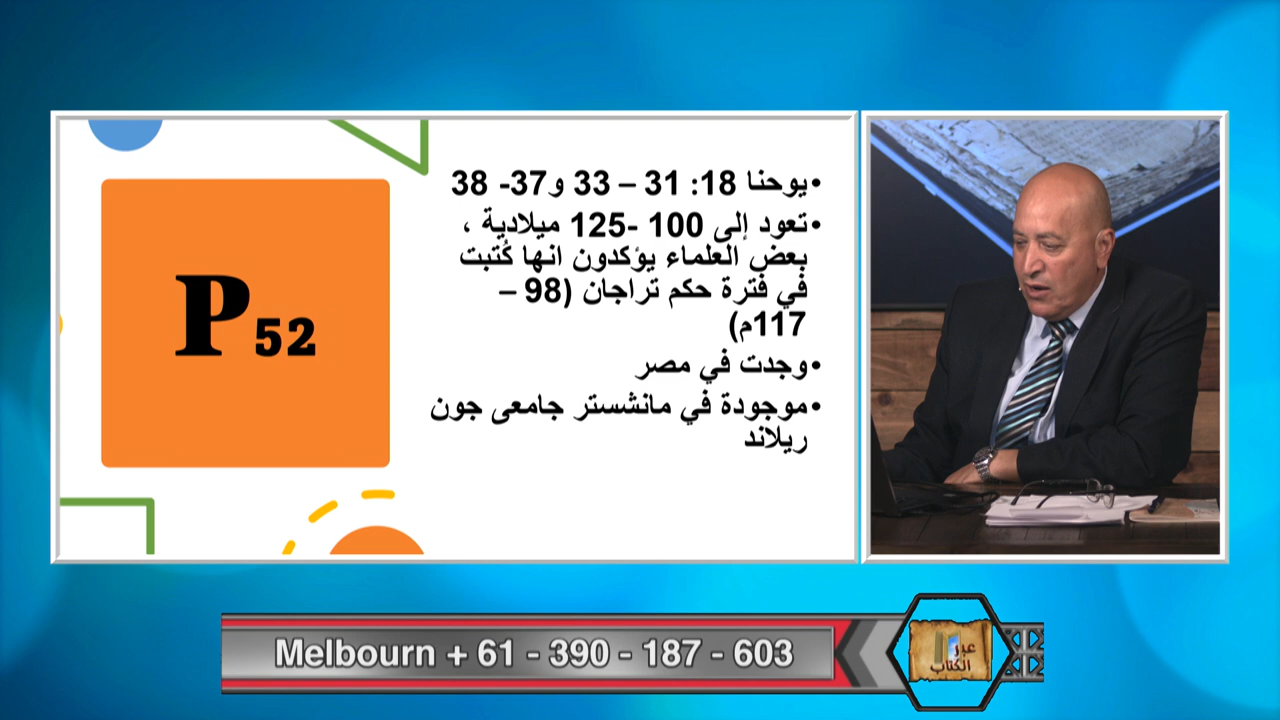 P52
•يوحنا 18: 31 – 33 و37- 38
•تعود إلى 100 -125 ميلادية ،
بعض العلماء يؤكدون انها كُتبت
في فترة حكم تراجان (98 –
117م)
•وجدت في مصر
•موجودة في مانشستر جامعى جون
ريلاند
Melbourn + 61 - 390 - 187 - 603
عبر
الكتاب